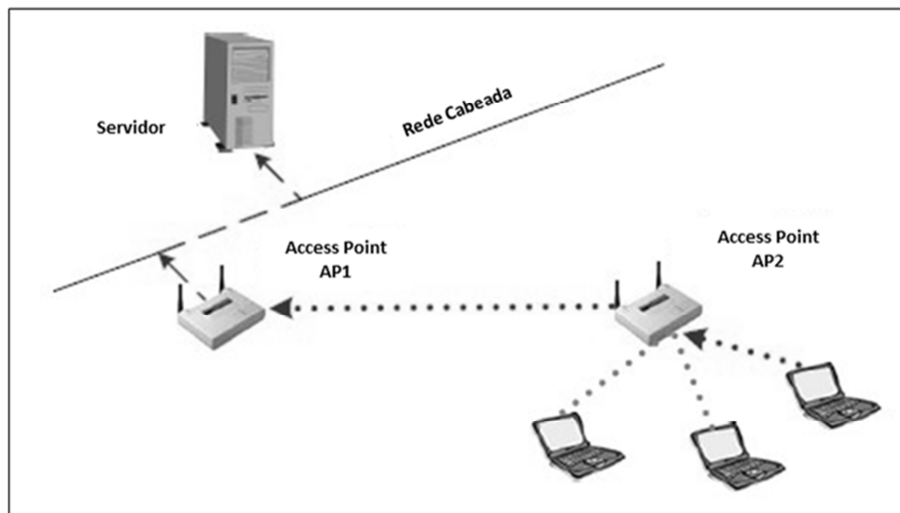 Rede Cabeada
Servidor
Access Point
AP1
Access Point
AP2